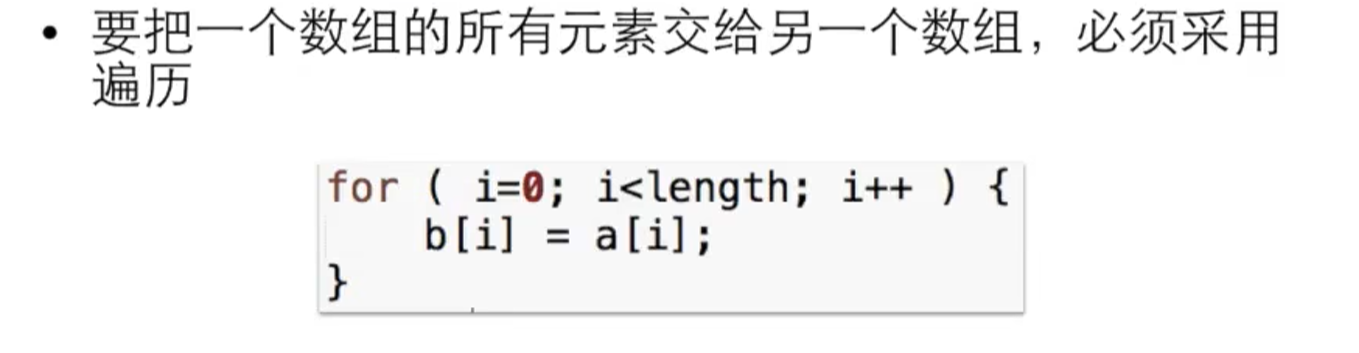 • 要把一个数组的所有元素交给另一个数组，必须采用
遍历
for ( i=0; i<length; i++ ) {
    b[i] = a[i];
}